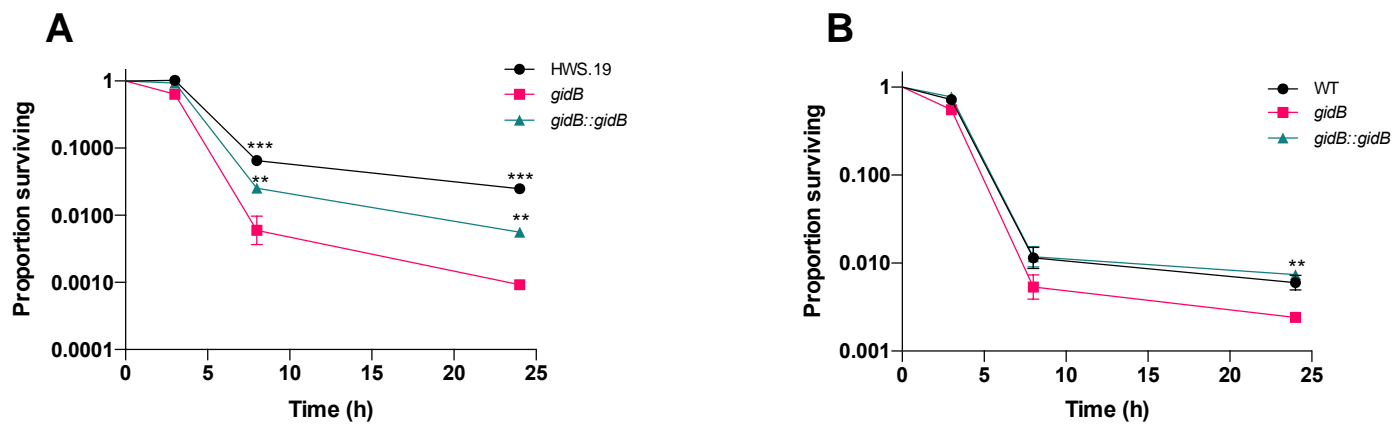 A
Proportion surviving
1
0.1000
0.0100
0.0010
0.0001
***
**
***
**
0 5 10 15 20 25
Time (h)
HWS.19
gidB
gidB::gidB
B
Proportion surviving
1
0.100
0.010
0.001
**
0 5 10 15 20 25
Time (h)
WT
gidB
gidB::gidB